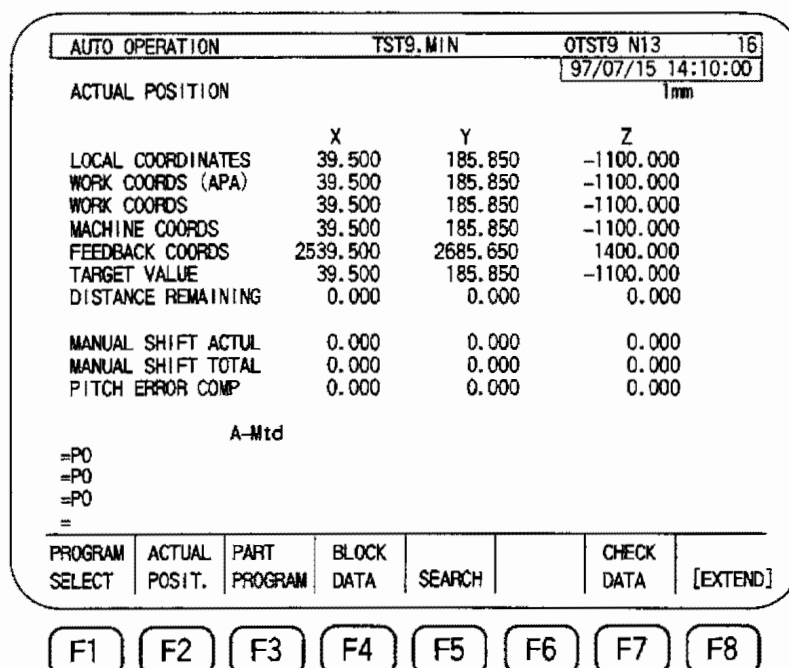 AUTO OPERATION TST9.MIN OTST9 N13 16
97/07/15 14:10:00
ACTUAL POSITION 1mm
X Y Z
LOCAL COORDINATES 39.500 185.850 -1100.000
WORK COORDS (APA) 39.500 185.850 -1100.000
WORK COORDS 39.500 185.850 -1100.000
MACHINE COORDS 39.500 185.850 -1100.000
FEEDBACK COORDS 2539.500 2685.650 1400.000
TARGET VALUE 39.500 185.850 -1100.000
DISTANCE REMAINING 0.000 0.000 0.000
MANUAL SHIFT ACTUL 0.000 0.000 0.000
MANUAL SHIFT TOTAL 0.000 0.000 0.000
PITCH ERROR COMP 0.000 0.000 0.000
A-Mtd
=PO
=PO
=PO
=
PROGRAM ACTUAL PART BLOCK CHECK
SELECT POSIT. PROGRAM DATA SEARCH DATA [EXTEND]
F1 F2 F3 F4 F5 F6 F7 F8